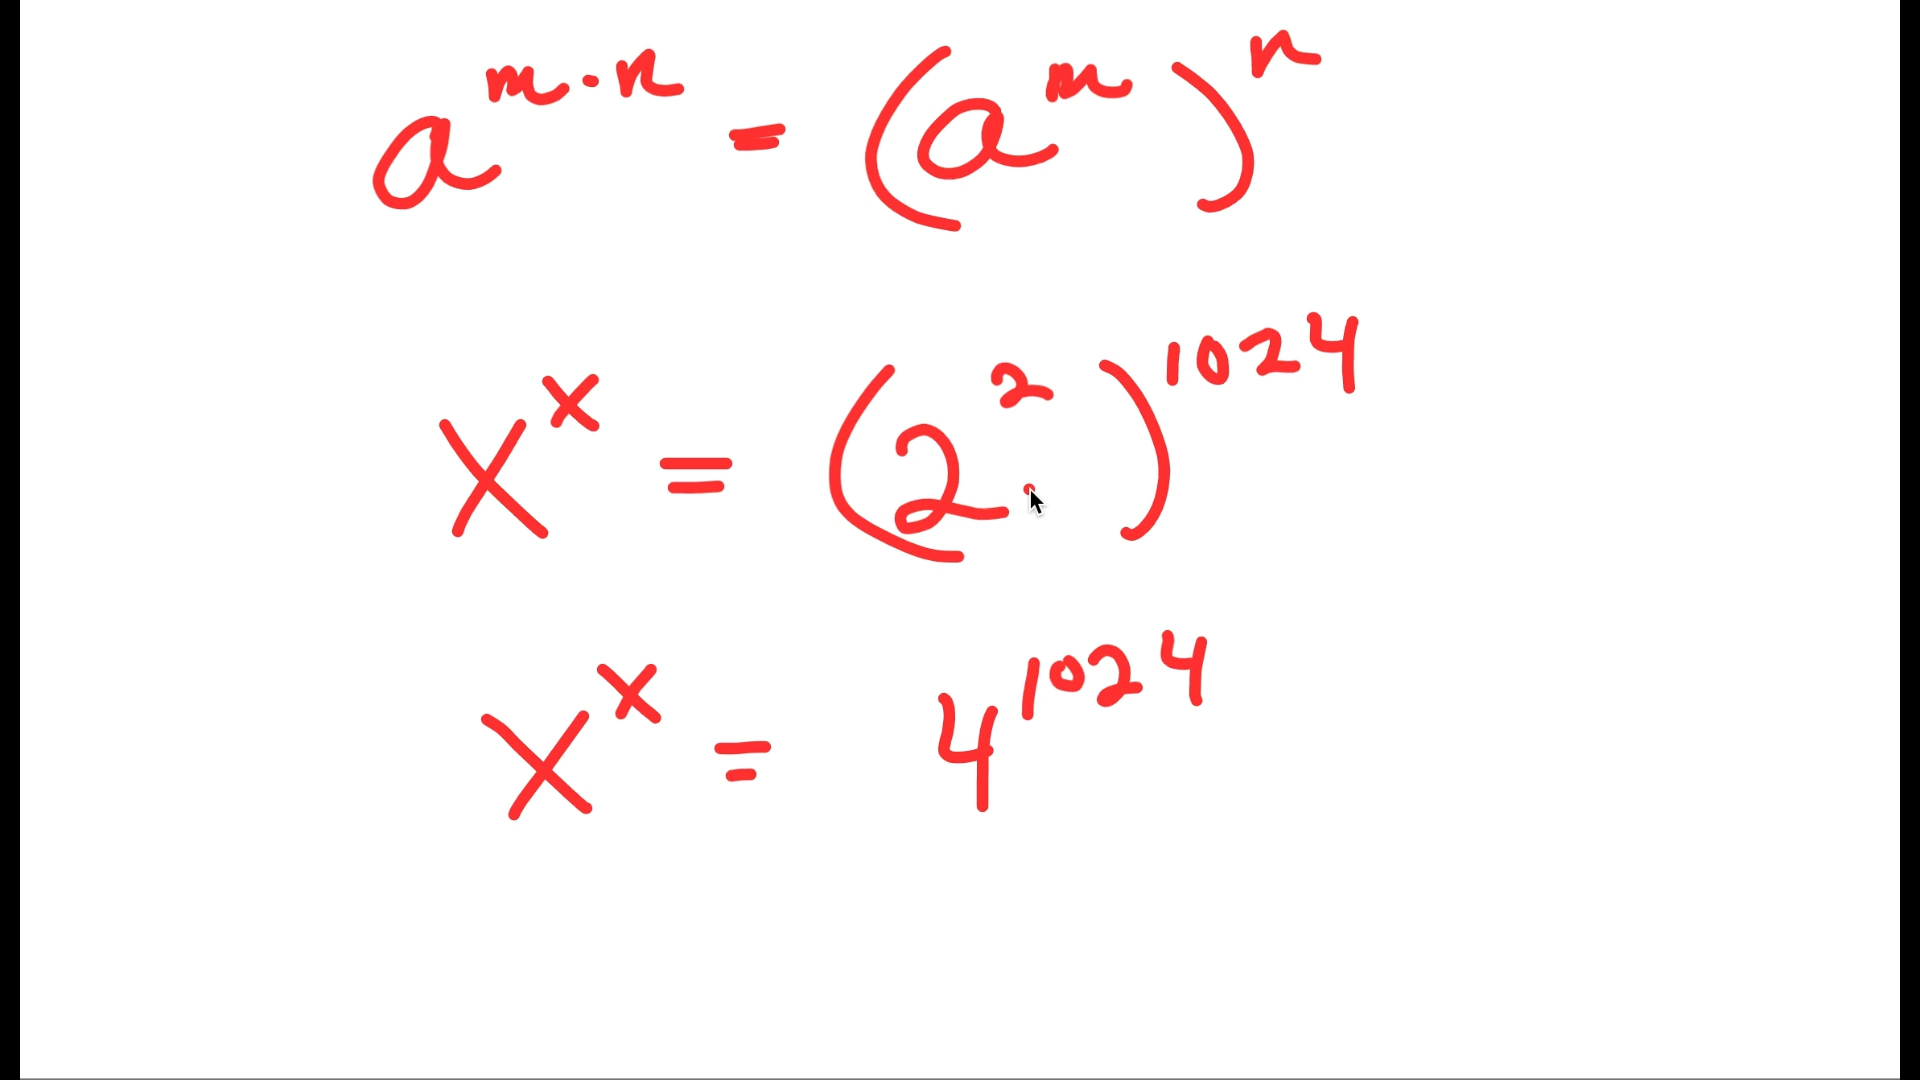 a^{m·n} = (a^m)^n
x^x = (2^2)^{1024}
x^x = 4^{1024}